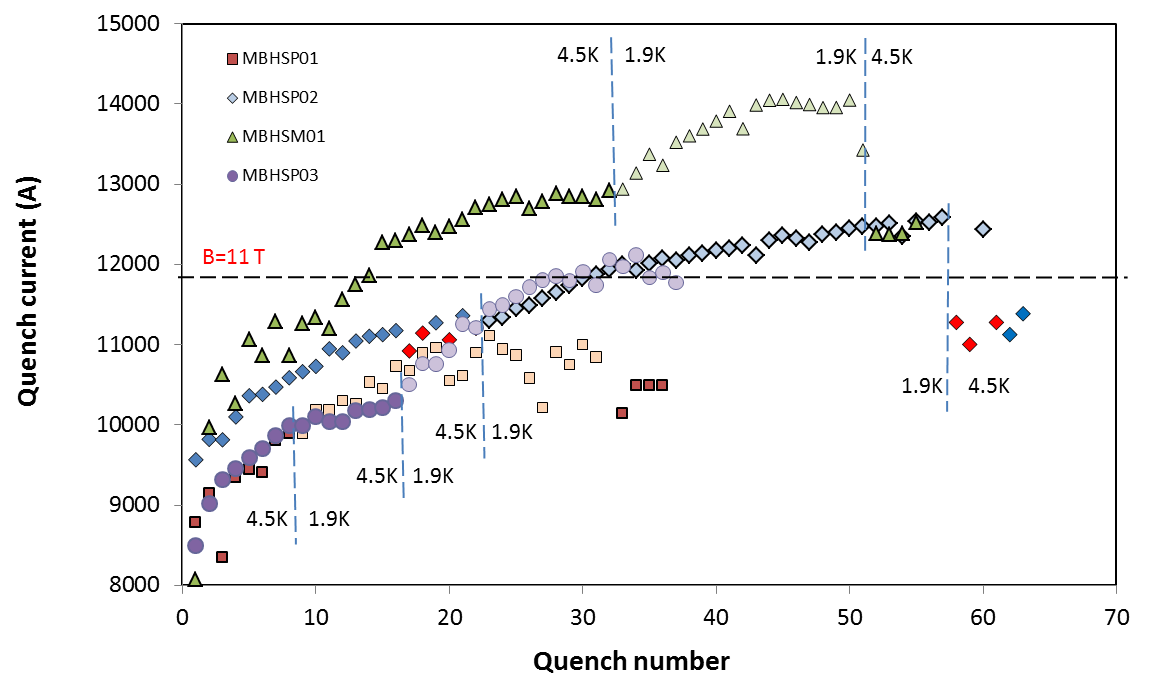 15000
14000
13000
12000
11000
10000
9000
8000
Quench current (A)
MBHSP01
MBHSP02
MBHSM01
MBHSP03
4.5K 1.9K
1.9K 4.5K
B=11 T
1.9K 4.5K
4.5K 1.9K
4.5K 1.9K
4.5K 1.9K
0 10 20 30 40 50 60 70
Quench number